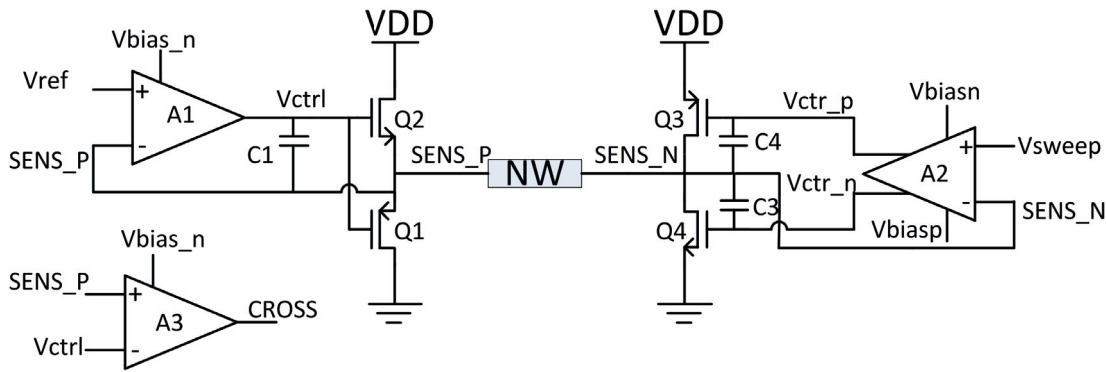 VDD
VDD
Vbias_n
Vref
+
A1
Vctrl
Q2
C1
-
SENS_P
SENS_P
NW
SENS_N
Q3
Vctr_p
C4
Vbiasn
+
Vsweep
A2
Vctr_n
C3
-
SENS_N
Q1
Q4
Vbiasp
Vbias_n
SENS_P
+
A3
CROSS
Vctrl
-